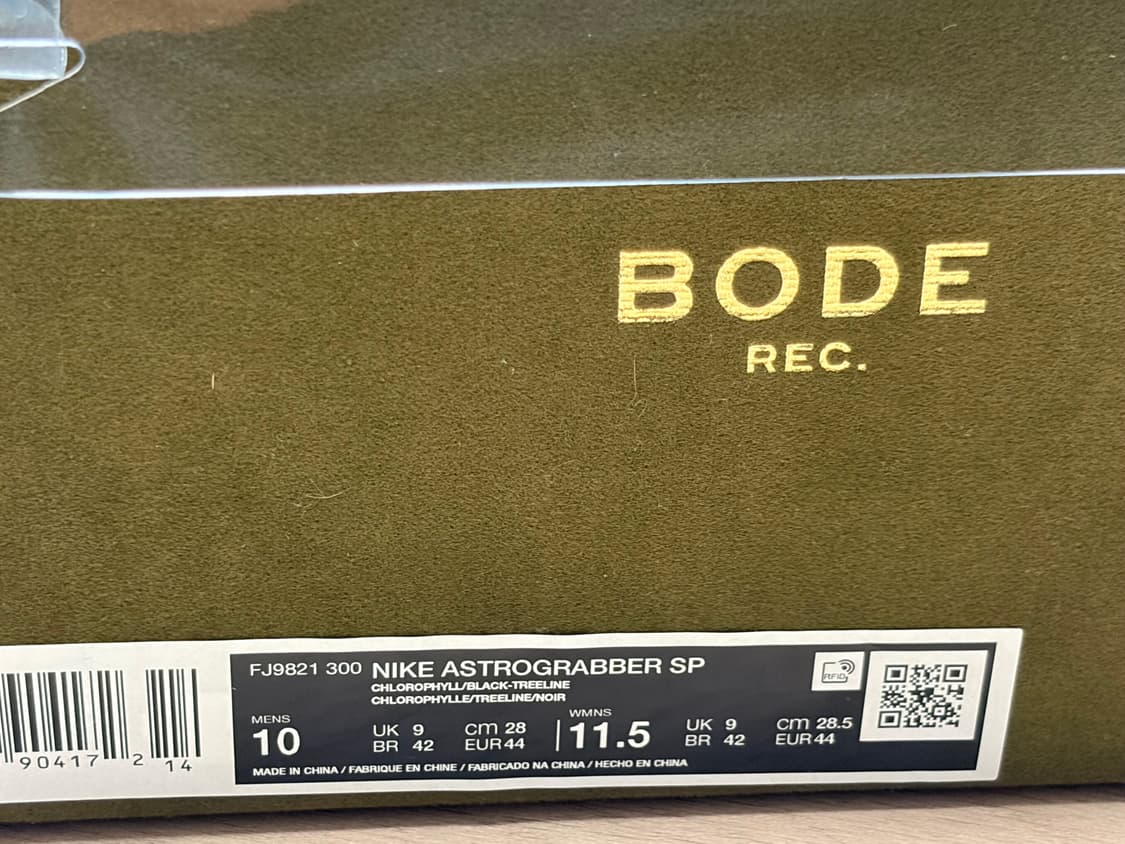 BODE
REC.
FJ9821 300 NIKE ASTROGRABBER SP
CHLOROPHYLL/BLACK-TREELINE
CHLOROPHYLLE/TREELINE/NOIR
RFID
MENS
10
UK 9
BR 42
cm 28
EUR 44
WMNS
11.5
UK 9
BR 42
cm 28.5
EUR 44
MADE IN CHINA / FABRIQUE EN CHINE / FABRICADO NA CHINA / HECHO EN CHINA
90417 2 14